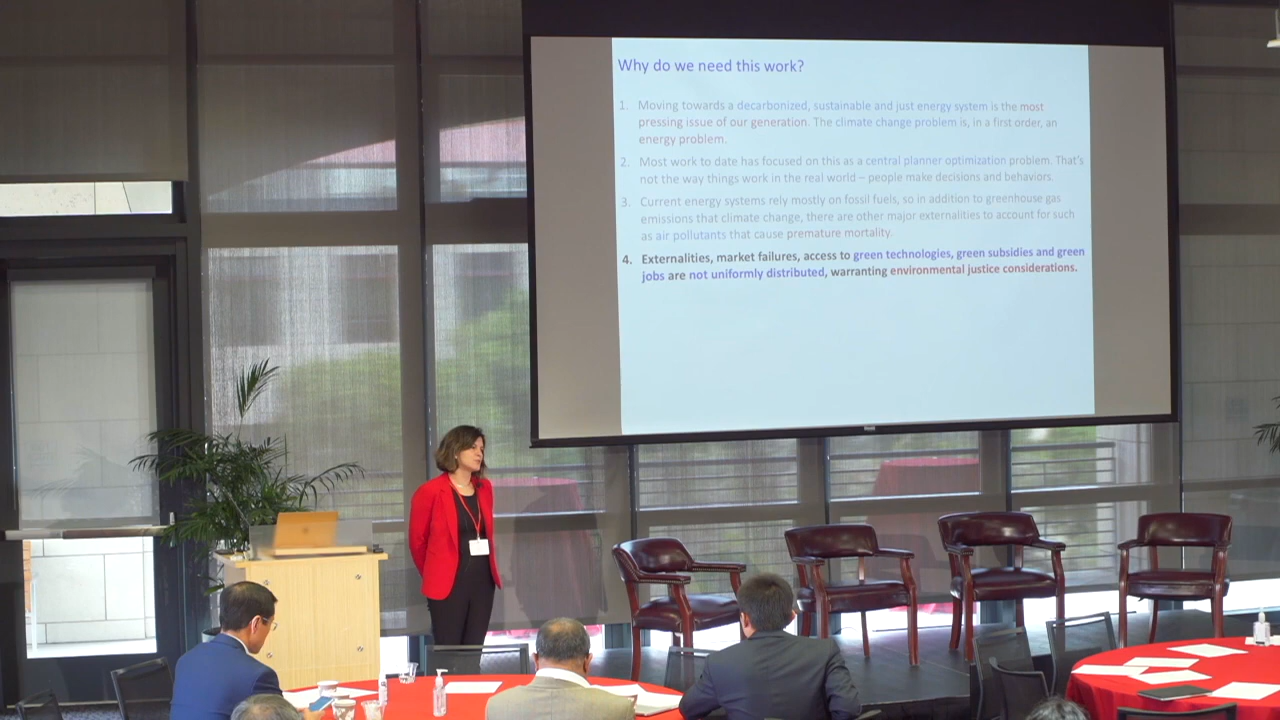 Why do we need this work?
1. Moving towards a decarbonized, sustainable and just energy system is the most
pressing issue of our generation. The climate change problem is, in a first order, an
energy problem.
2. Most work to date has focused on this as a central planner optimization problem. That's
not the way things work in the real world – people make decisions and behaviors.
3. Current energy systems rely mostly on fossil fuels, so in addition to greenhouse gas
emissions that climate change, there are other major externalities to account for such
as air pollutants that cause premature mortality.
4. Externalities, market failures, access to green technologies, green subsidies and green
jobs are not uniformly distributed, warranting environmental justice considerations.